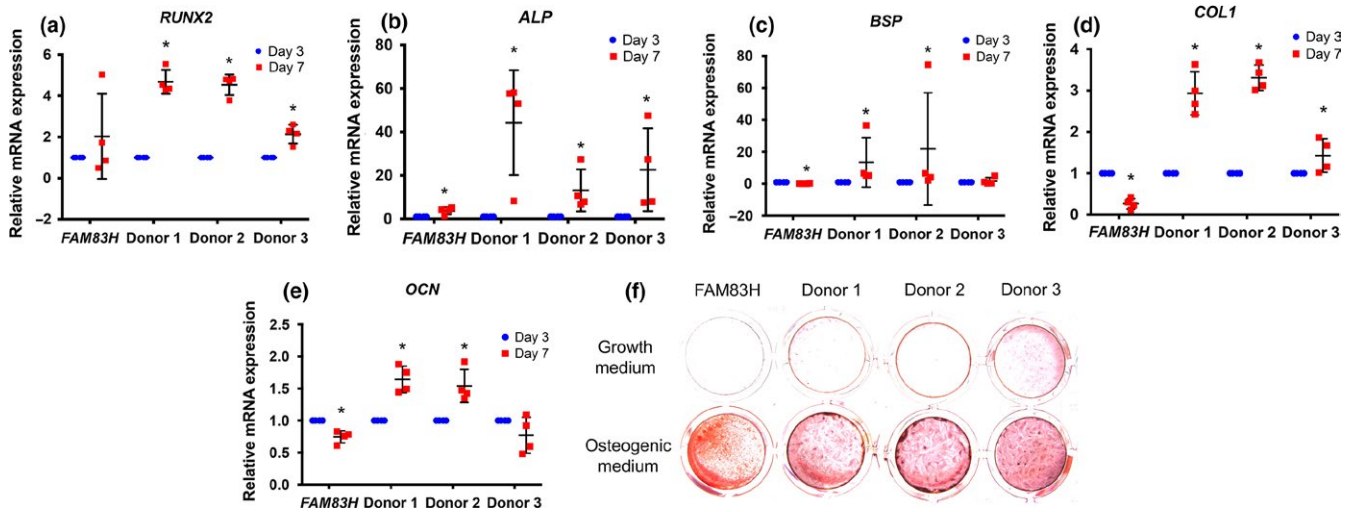 (a)
RUNX2
Relative mRNA expression
6
4
2
0
−2
Day 3
Day 7
*
*
*
FAM83H Donor 1 Donor 2 Donor 3
(b)
ALP
Relative mRNA expression
80
60
40
20
0
Day 3
Day 7
*
*
*
*
FAM83H Donor 1 Donor 2 Donor 3
(c)
BSP
Relative mRNA expression
100
80
60
40
20
0
−20
Day 3
Day 7
*
*
*
FAM83H Donor 1 Donor 2 Donor 3
(d)
COL1
Relative mRNA expression
4
3
2
1
0
Day 3
Day 7
*
*
*
*
FAM83H Donor 1 Donor 2 Donor 3
(e)
OCN
Relative mRNA expression
2.5
2.0
1.5
1.0
0.5
0.0
Day 3
Day 7
*
*
*
FAM83H Donor 1 Donor 2 Donor 3
(f)
FAM83H Donor 1 Donor 2 Donor 3
Growth
medium
Osteogenic
medium